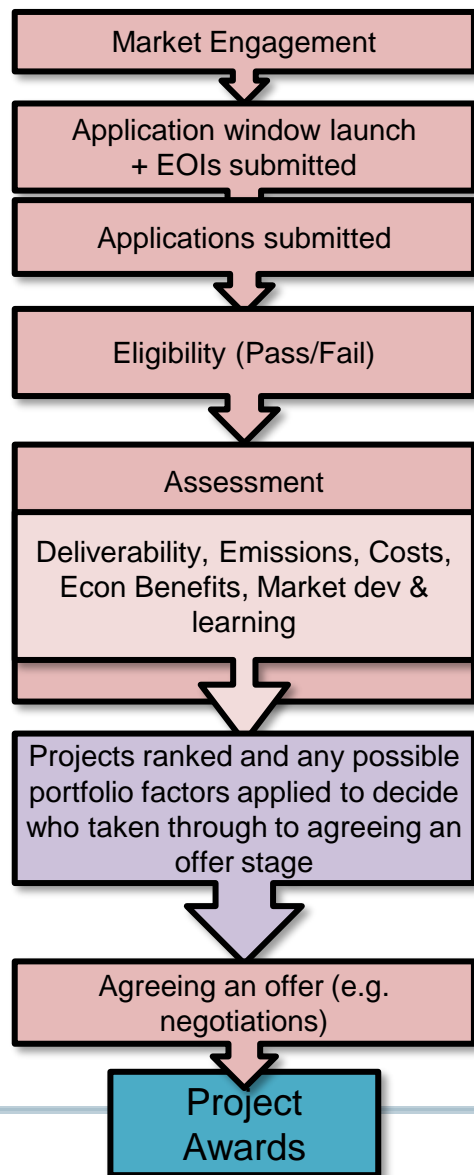 Market Engagement
Application window launch
+ EOIs submitted
Applications submitted
Eligibility (Pass/Fail)
Assessment
Deliverability, Emissions, Costs,
Econ Benefits, Market dev &
learning
Projects ranked and any possible
portfolio factors applied to decide
who taken through to agreeing an
offer stage
Agreeing an offer (e.g.
negotiations)
Project
Awards